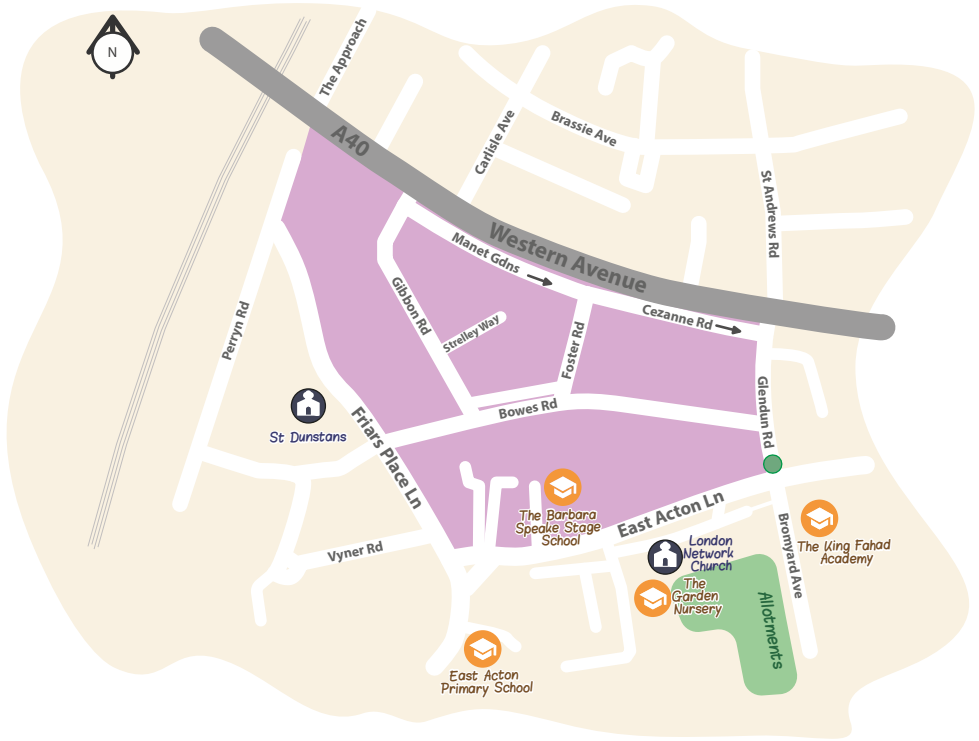 N
The Approach
A40
Carlisle Ave
Brassie Ave
St Andrews Rd
Western Avenue
Manet Gdns
Gibbon Rd
Strelley Way
Cezanne Rd
Foster Rd
Perryn Rd
Glendun Rd
Bowes Rd
St Dunstans
Friars Place Ln
East Acton Ln
The Barbara
Speake Stage
School
Vyner Rd
London
Network
Church
Bromyard Ave
The King Fahad
Academy
The
Garden
Nursery
Allotments
East Acton
Primary School